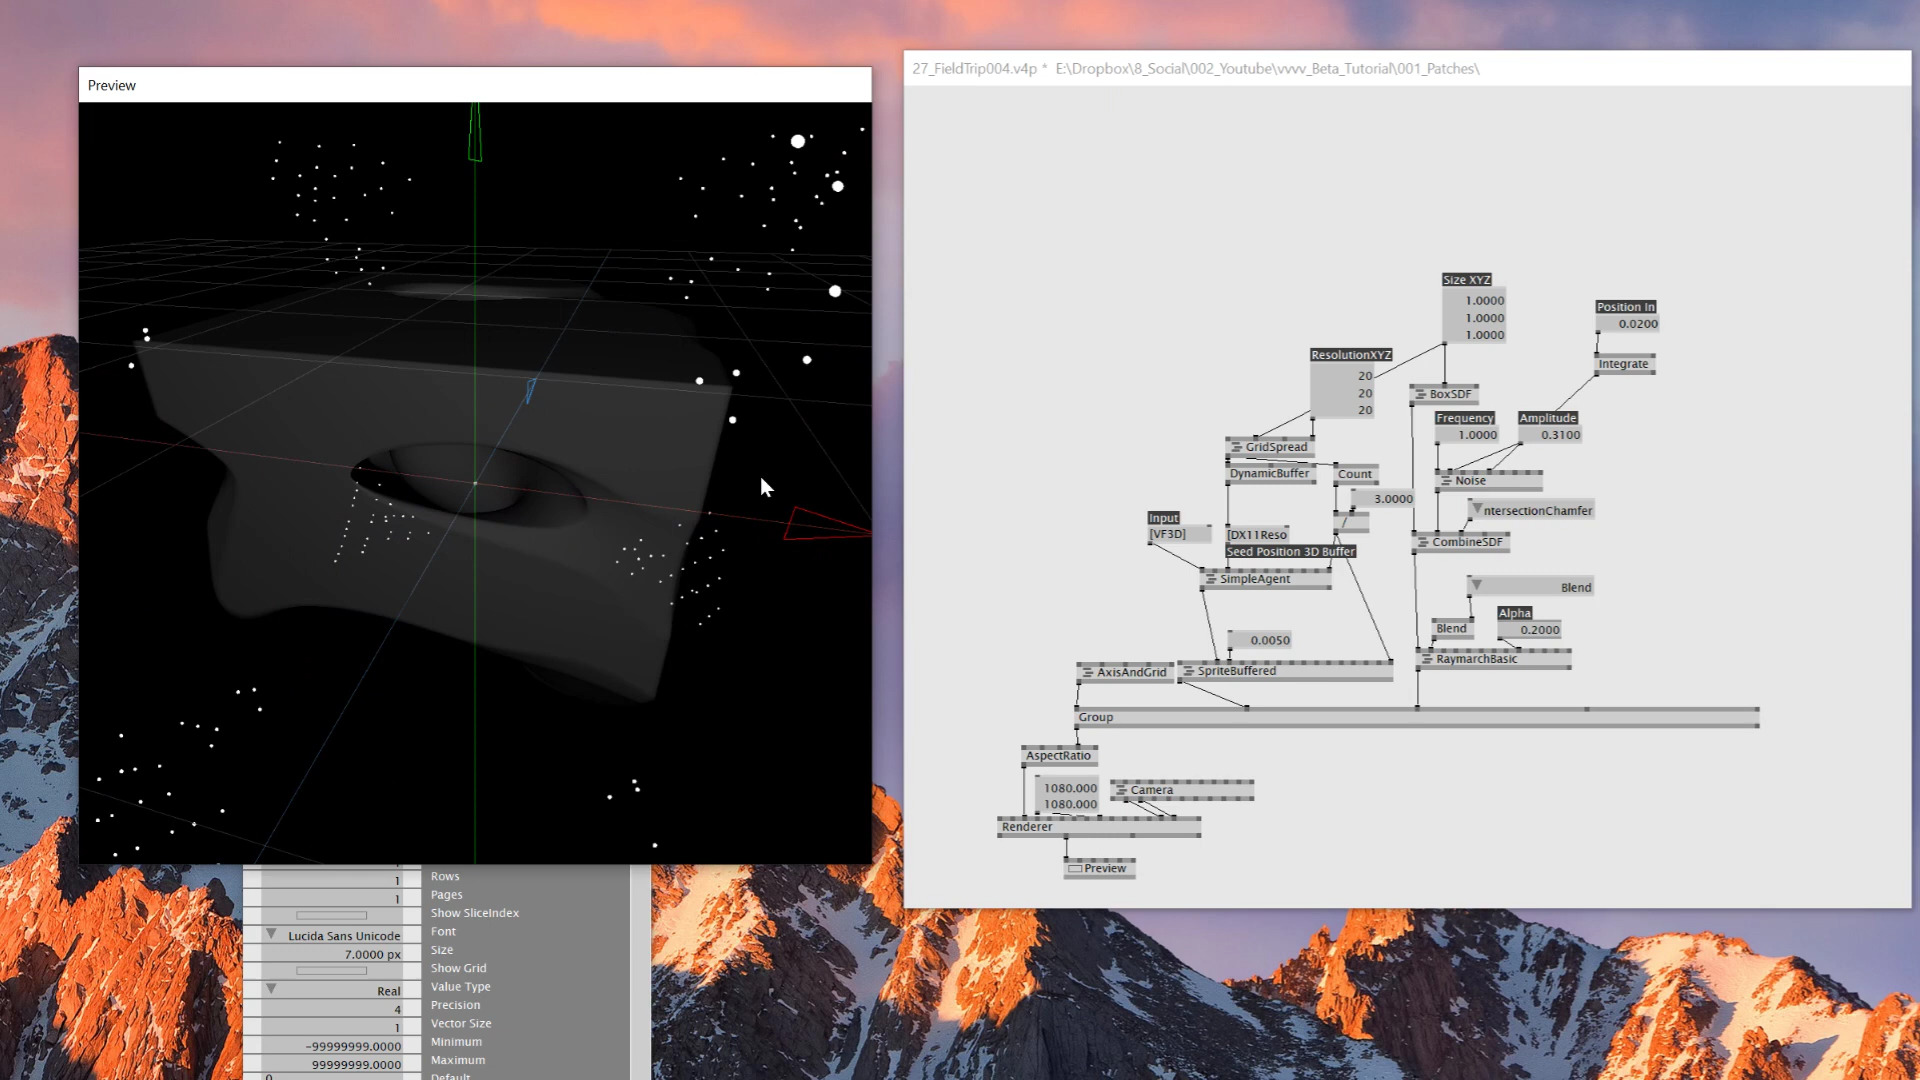 Preview
27_FieldTrip004.v4p * E:\Dropbox\8_Social\002_Youtube\vvvv_Beta_Tutorial\001_Patches\
Size XYZ
1.0000
1.0000
1.0000
Position In
0.0200
Integrate
ResolutionXYZ
20
20
20
BoxSDF
Frequency
1.0000
Amplitude
0.3100
GridSpread
DynamicBuffer
Count
Noise
3.0000
ntersectionChamfer
Input
[VF3D]
[DX11Reso
/
CombineSDF
Seed Position 3D Buffer
SimpleAgent
Blend
Alpha
0.2000
Blend
0.0050
RaymarchBasic
AxisAndGrid
SpriteBuffered
Group
AspectRatio
1080.000
1080.000
Camera
Renderer
Preview
Rows
1
Pages
1
Show SliceIndex
Font
Lucida Sans Unicode
Size
7.0000 px
Show Grid
Value Type
Real
Precision
4
Vector Size
1
Minimum
-99999999.0000
Maximum
99999999.0000
Default
0